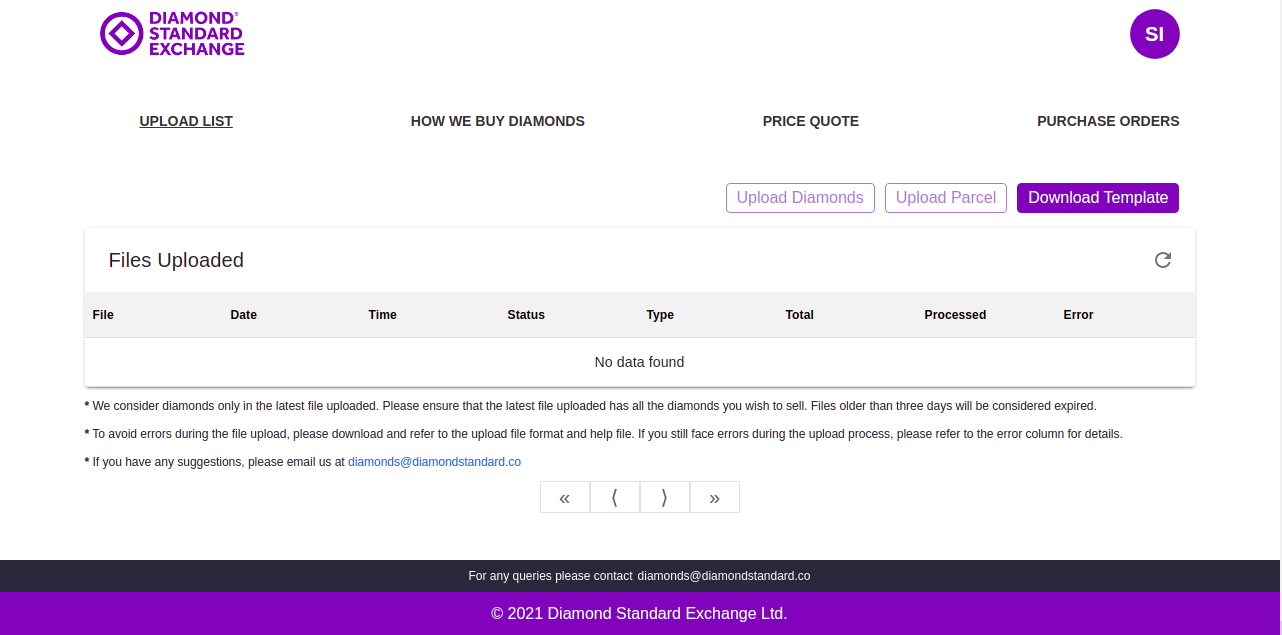 DIAMOND®
STANDARD
EXCHANGE
SI
UPLOAD LIST HOW WE BUY DIAMONDS PRICE QUOTE PURCHASE ORDERS
Upload Diamonds Upload Parcel Download Template
Files Uploaded
File Date Time Status Type Total Processed Error
No data found
* We consider diamonds only in the latest file uploaded. Please ensure that the latest file uploaded has all the diamonds you wish to sell. Files older than three days will be considered expired.
* To avoid errors during the file upload, please download and refer to the upload file format and help file. If you still face errors during the upload process, please refer to the error column for details.
* If you have any suggestions, please email us at diamonds@diamondstandard.co
« ⟨ ⟩ »
For any queries please contact diamonds@diamondstandard.co
© 2021 Diamond Standard Exchange Ltd.